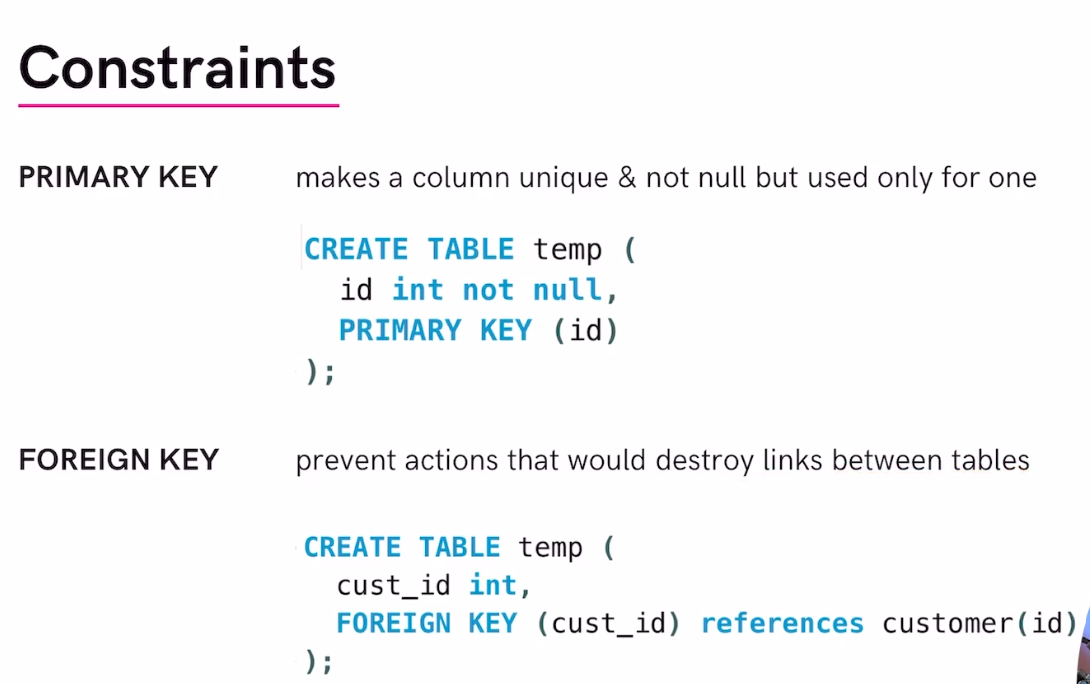 Constraints
PRIMARY KEY makes a column unique & not null but used only for one
CREATE TABLE temp (
id int not null,
PRIMARY KEY (id)
);
FOREIGN KEY prevent actions that would destroy links between tables
CREATE TABLE temp (
cust_id int,
FOREIGN KEY (cust_id) references customer(id)
);